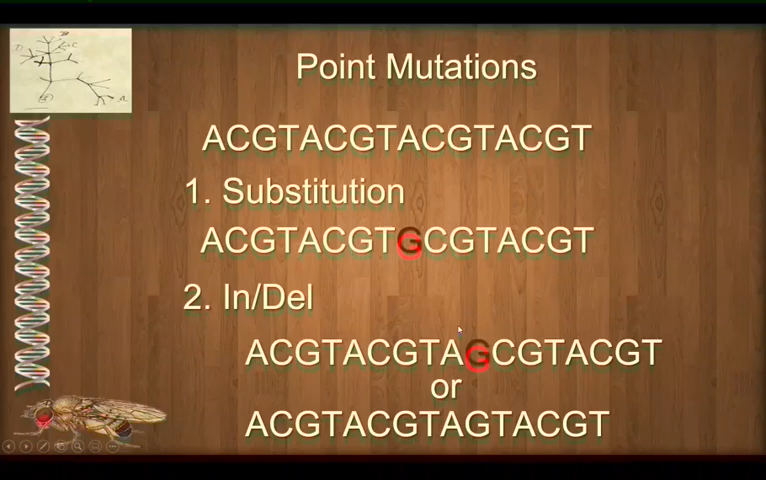 Point Mutations
ACGTACGTACGTACGT
1. Substitution
ACGTACGTGCGTACGT
2. In/Del
ACGTACGTAGCGTACGT
or
ACGTACGTAGTACGT